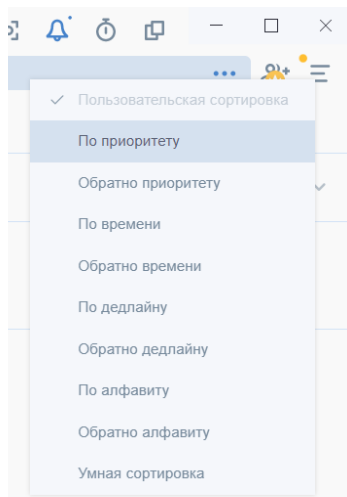 Пользовательская сортировка
По приоритету
Обратно приоритету
По времени
Обратно времени
По дедлайну
Обратно дедлайну
По алфавиту
Обратно алфавиту
Умная сортировка